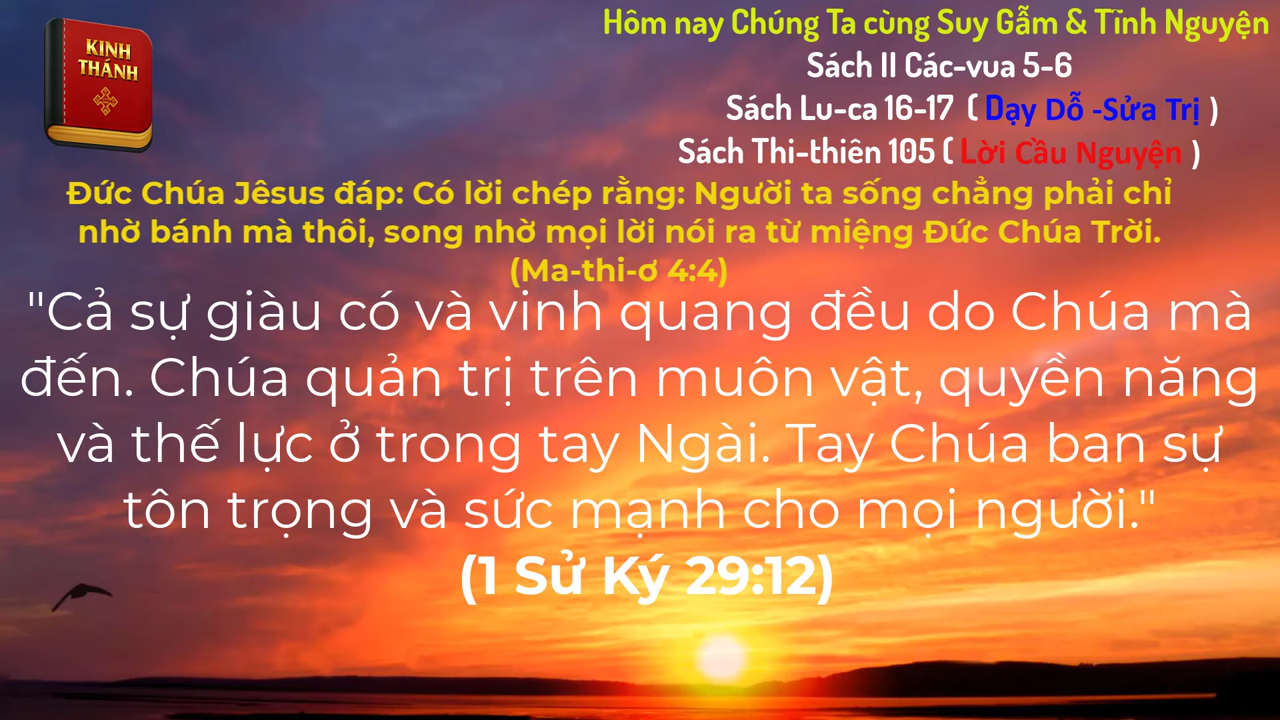 KINH
THÁNH
Hôm nay Chúng Ta cùng Suy Gẫm & Tĩnh Nguyện
Sách II Các-vua 5-6
Sách Lu-ca 16-17 ( Dạy Dỗ -Sửa Trị )
Sách Thi-thiên 105 ( Lời Cầu Nguyện )
Đức Chúa Jêsus đáp: Có lời chép rằng: Người ta sống chẳng phải chỉ
nhờ bánh mà thôi, song nhờ mọi lời nói ra từ miệng Đức Chúa Trời.
(Ma-thi-ơ 4:4)
"Cả sự giàu có và vinh quang đều do Chúa mà
đến. Chúa quản trị trên muôn vật, quyền năng
và thế lực ở trong tay Ngài. Tay Chúa ban sự
tôn trọng và sức mạnh cho mọi người."
(1 Sử Ký 29:12)